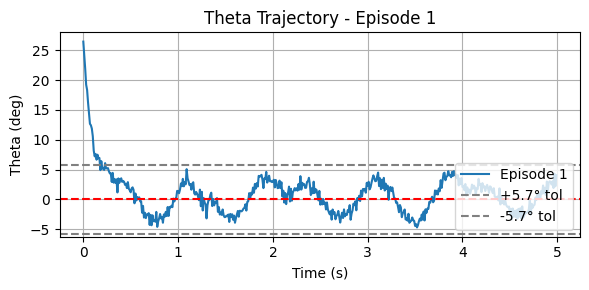 Theta Trajectory - Episode 1
Theta (deg)
25
20
15
10
5
0
−5
Episode 1
+5.7° tol
-5.7° tol
0
1
2
3
4
5
Time (s)